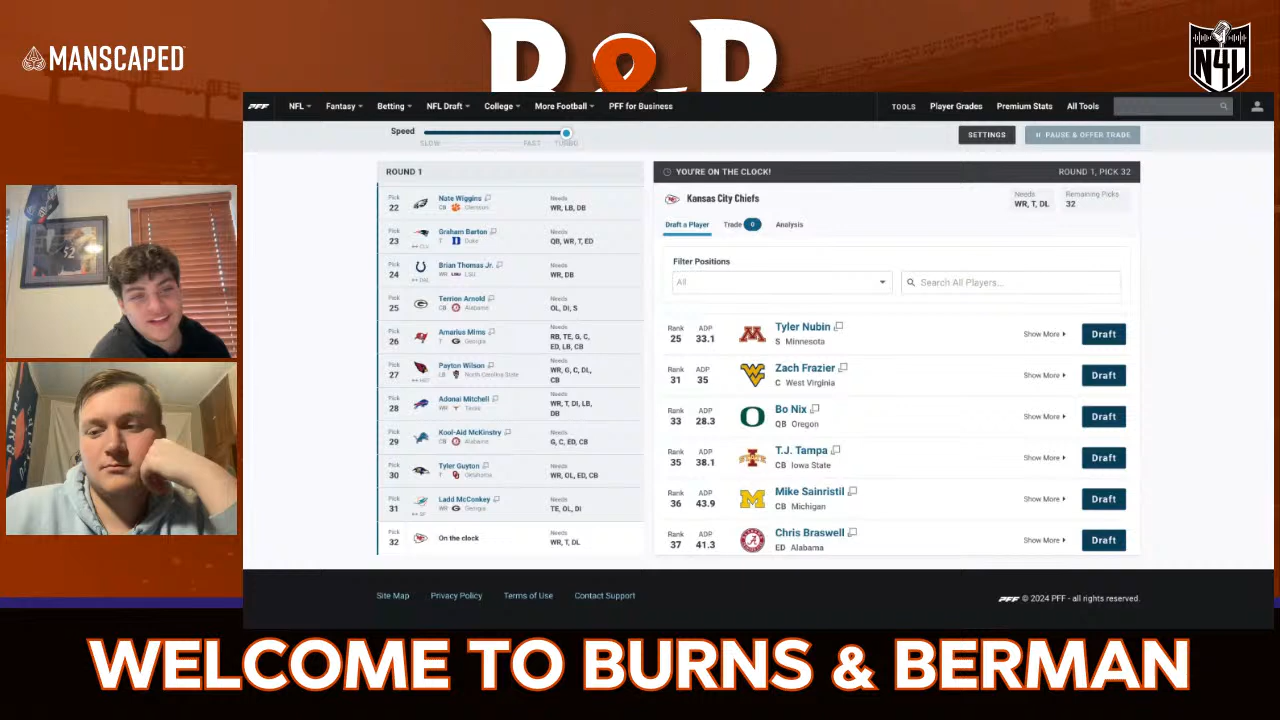 MANSCAPED
B&B
N4L
PFF
NFL
Fantasy
Betting
NFL Draft
College
More Football
PFF for Business
TOOLS
Player Grades
Premium Stats
All Tools
Speed
SLOW
FAST
TURBO
SETTINGS
PAUSE & OFFER TRADE
ROUND 1
Pick 22 Nate Wiggins Needs
CB Clemson WR, LB, DB
Pick 23 Graham Barton Needs
T Duke QB, WR, T, ED
Pick 24 Brian Thomas Jr. Needs
WR LSU WR, DB
Pick 25 Terrion Arnold Needs
CB Alabama OL, DI, S
Pick 26 Amarius Mims Needs
T Georgia RB, TE, G, C,
ED, LB, CB
Pick 27 Payton Wilson Needs
LB North Carolina State WR, G, C, DL,
CB
Pick 28 Adonai Mitchell Needs
WR Texas WR, T, DI, LB,
DB
Pick 29 Kool-Aid McKinstry Needs
CB Alabama G, C, ED, CB
Pick 30 Tyler Guyton Needs
T Oklahoma WR, OL, ED, CB
Pick 31 Ladd McConkey Needs
WR Georgia TE, OL, DI
Pick 32 On the clock Needs
WR, T, DL
YOU'RE ON THE CLOCK!
ROUND 1, PICK 32
Kansas City Chiefs
Needs
WR, T, DL
Remaining Picks
32
Draft a Player
Trade 0
Analysis
Filter Positions
All
Search All Players...
Rank 25 ADP 33.1 Tyler Nubin Show More Draft
S Minnesota
Rank 31 ADP 35 Zach Frazier Show More Draft
C West Virginia
Rank 33 ADP 28.3 Bo Nix Show More Draft
QB Oregon
Rank 35 ADP 38.1 T.J. Tampa Show More Draft
CB Iowa State
Rank 36 ADP 43.9 Mike Sainristil Show More Draft
CB Michigan
Rank 37 ADP 41.3 Chris Braswell Show More Draft
ED Alabama
Site Map
Privacy Policy
Terms of Use
Contact Support
PFF © 2024 PFF - all rights reserved.
52
WELCOME TO BURNS & BERMAN